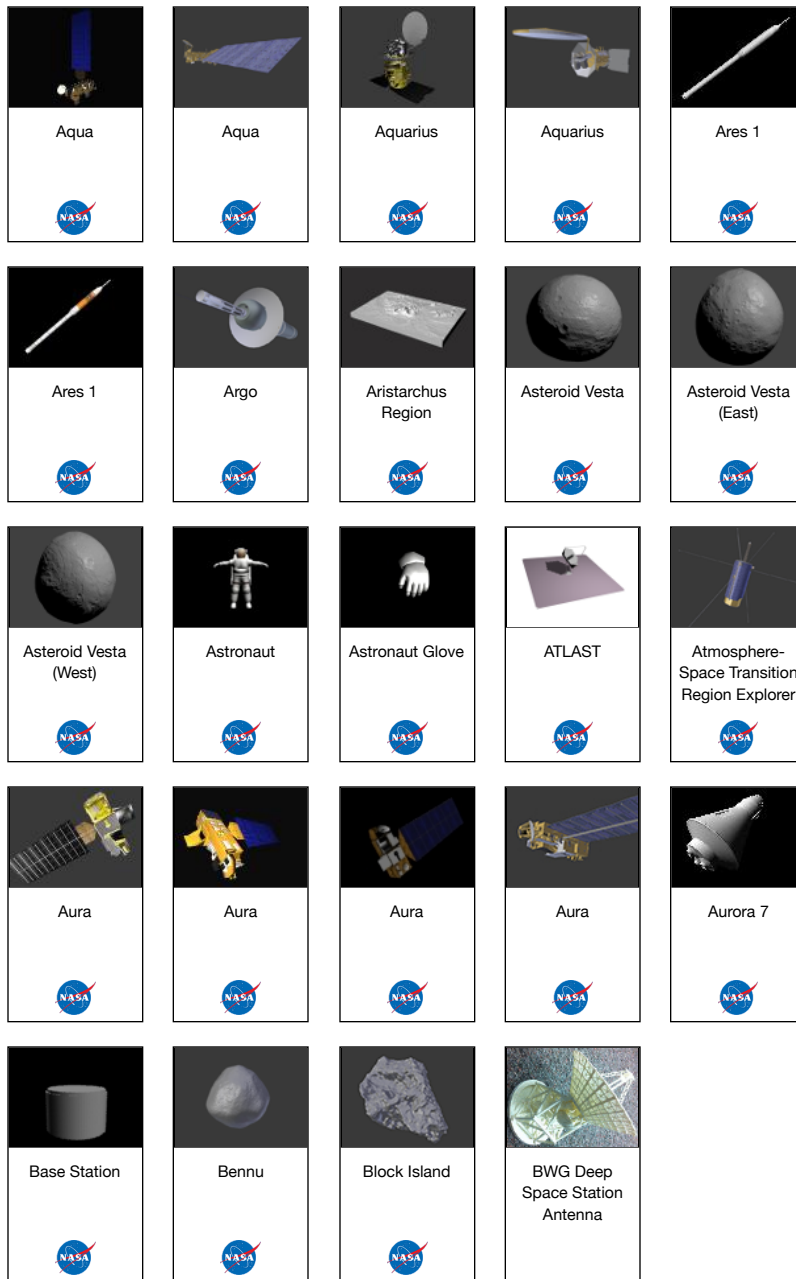 Aqua
Aqua
Aquarius
Aquarius
Ares 1
NASA
NASA
NASA
NASA
NASA
Ares 1
Argo
Aristarchus
Region
Asteroid Vesta
Asteroid Vesta
(East)
NASA
NASA
NASA
NASA
NASA
Asteroid Vesta
(West)
Astronaut
Astronaut Glove
ATLAST
Atmosphere-
Space Transition
Region Explorer
NASA
NASA
NASA
NASA
NASA
Aura
Aura
Aura
Aura
Aurora 7
NASA
NASA
NASA
NASA
NASA
Base Station
Bennu
Block Island
BWG Deep
Space Station
Antenna
NASA
NASA
NASA